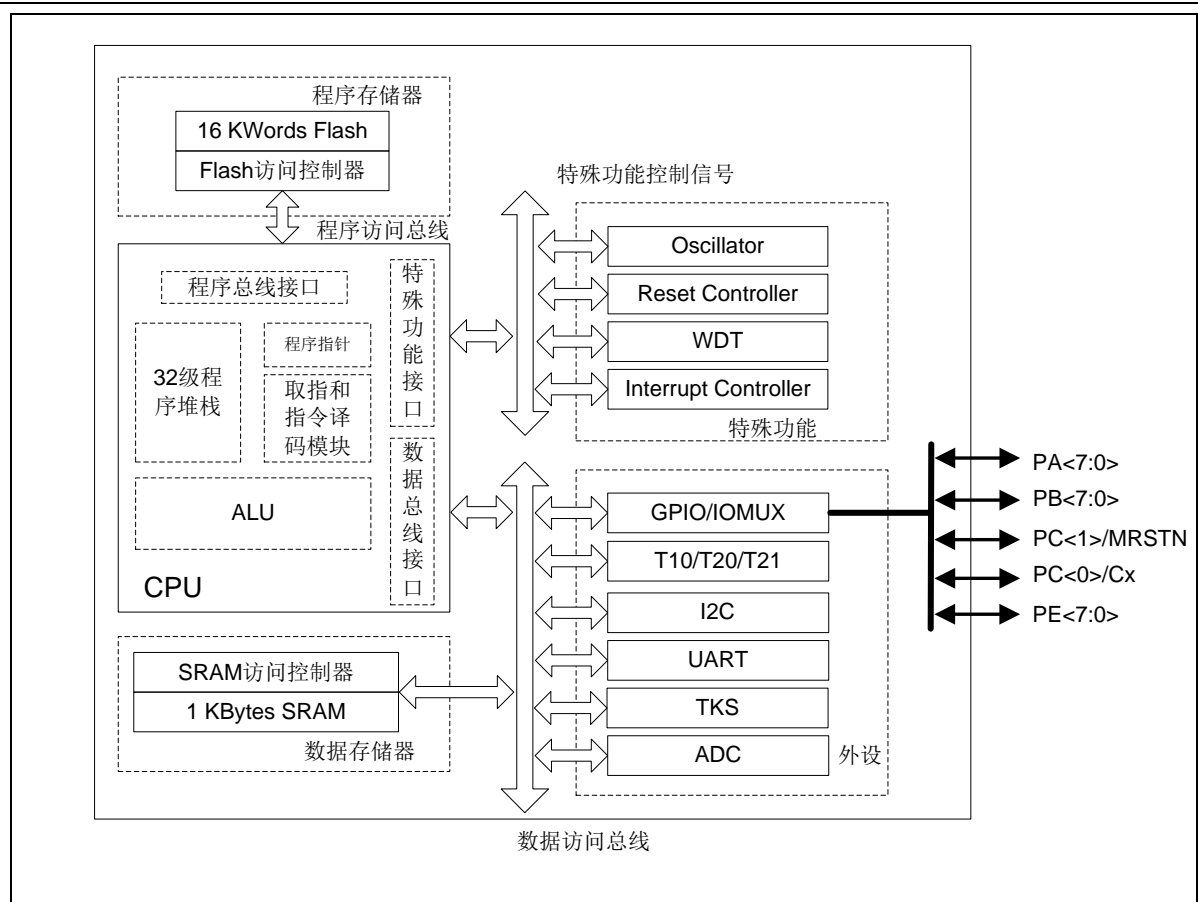 程序存储器
16 KWords Flash
Flash访问控制器
程序访问总线
程序总线接口
32级程
序堆栈
程序指针
取指和
指令译
码模块
ALU
CPU
特
殊
功
能
接
口
数
据
总
线
接
口
SRAM访问控制器
1 KBytes SRAM
数据存储器
特殊功能控制信号
Oscillator
Reset Controller
WDT
Interrupt Controller
特殊功能
GPIO/IOMUX
T10/T20/T21
I2C
UART
TKS
ADC
外设
数据访问总线
PA<7:0>
PB<7:0>
PC<1>/MRSTN
PC<0>/Cx
PE<7:0>